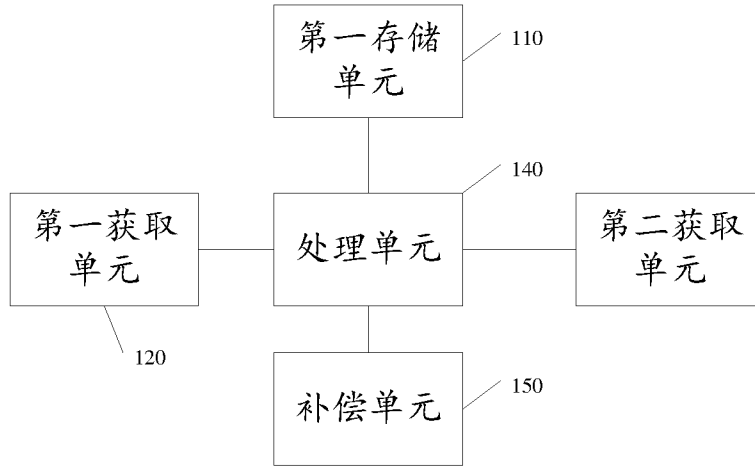 第一存储
单元
110
140
第一获取
单元
处理单元
第二获取
单元
120
补偿单元
150